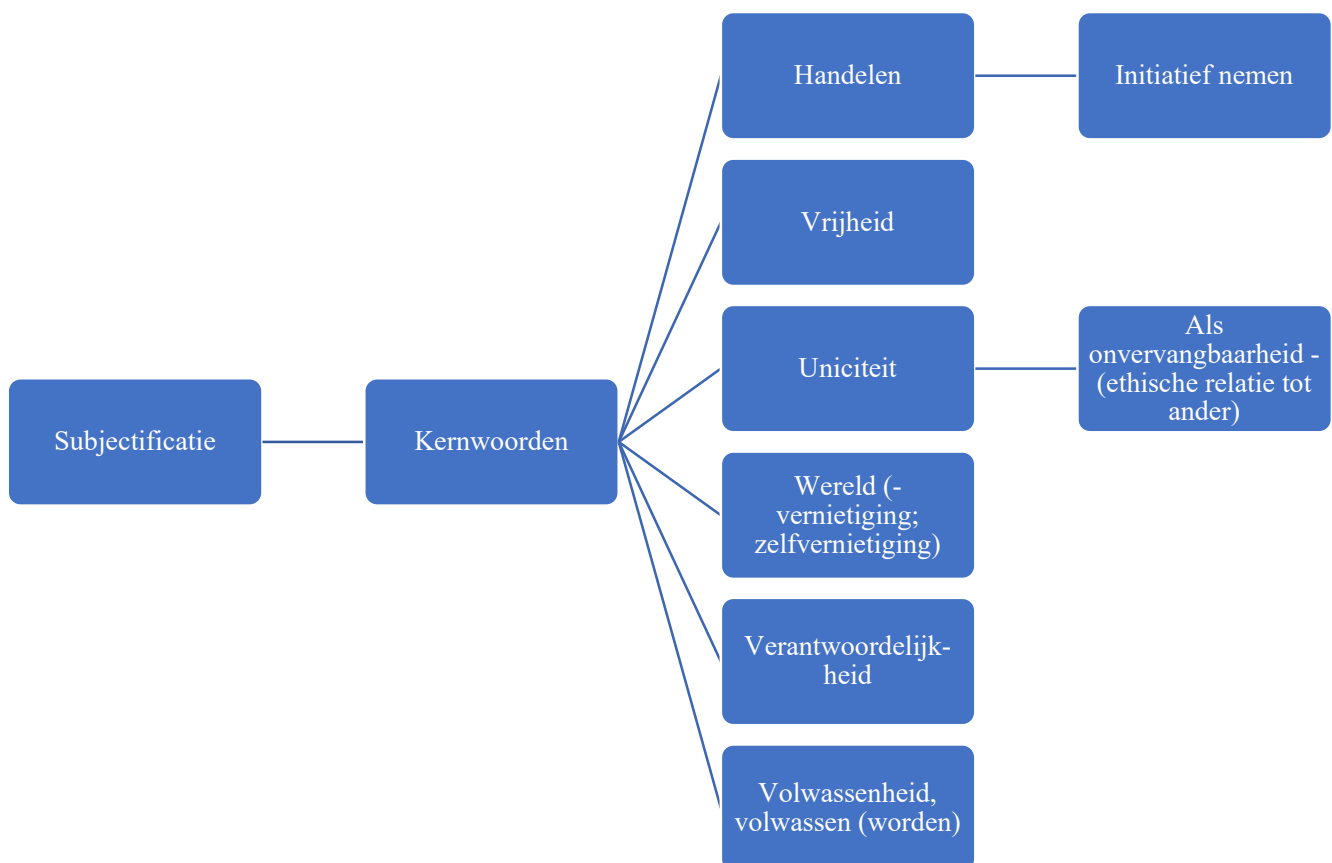 Handelen
Initiatief nemen
Vrijheid
Uniciteit
Als
onvervangbaarheid -
(ethische relatie tot
ander)
Subjectificatie
Kernwoorden
Wereld (-
vernietiging;
zelfvernietiging)
Verantwoordelijk-
heid
Volwassenheid,
volwassen (worden)